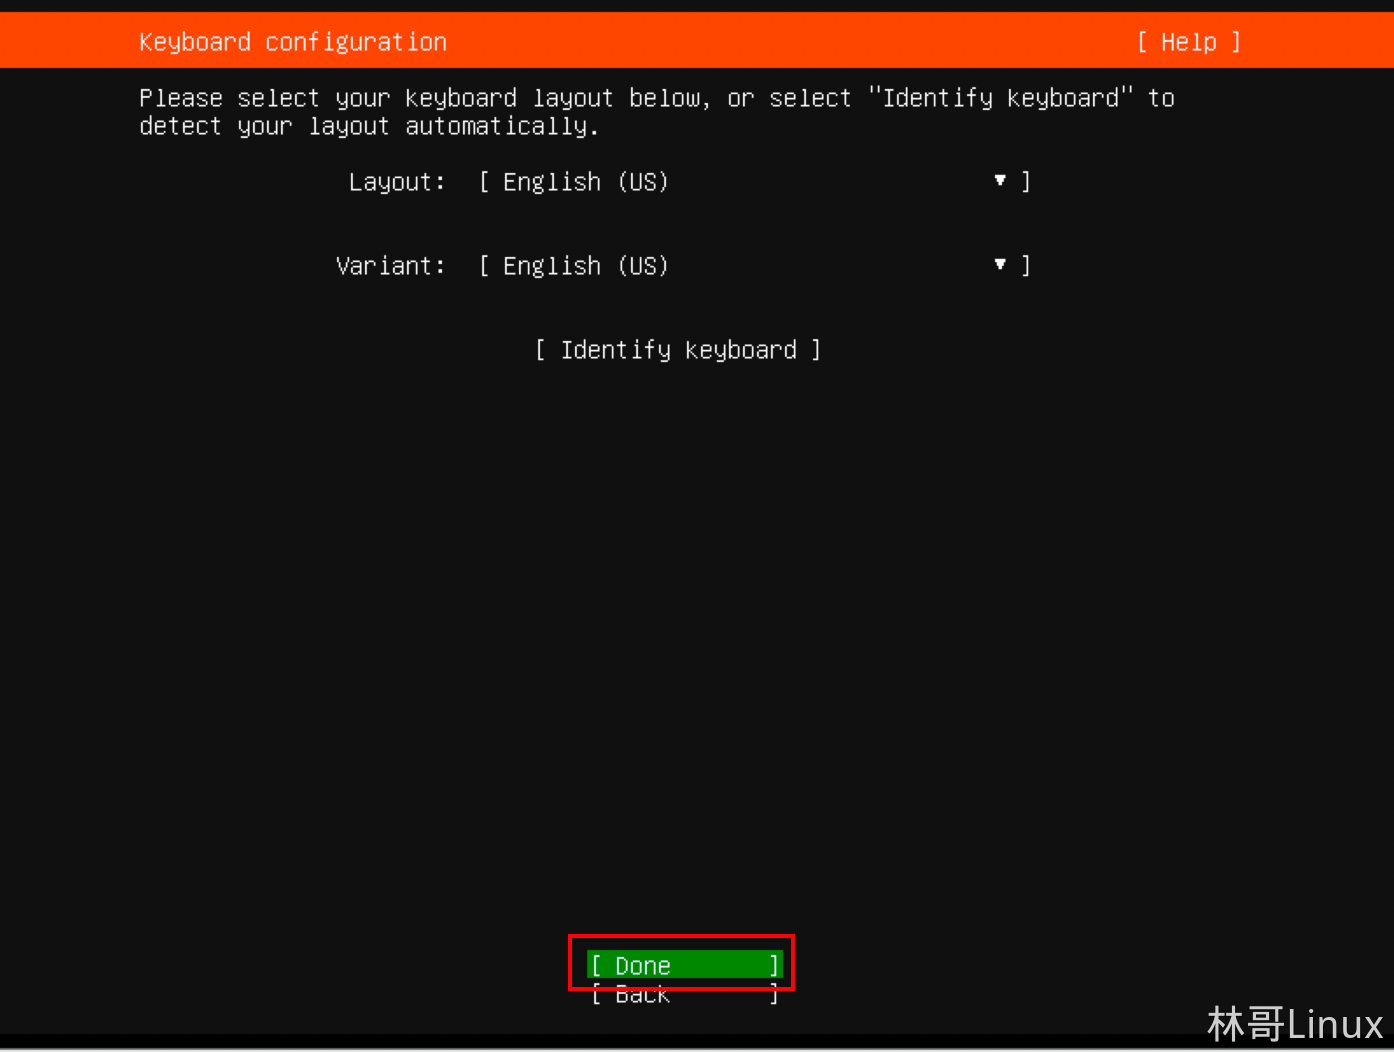 Keyboard configuration [ Help ]
Please select your keyboard layout below, or select "Identify keyboard" to
detect your layout automatically.
Layout: [ English (US) ▼ ]
Variant: [ English (US) ▼ ]
[ Identify keyboard ]
[ Done ]
[ Back ]
林哥Linux